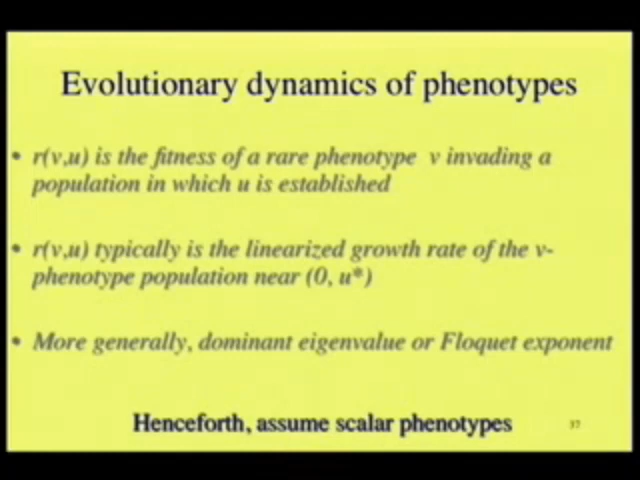 Evolutionary dynamics of phenotypes
• r(v,u) is the fitness of a rare phenotype v invading a
population in which u is established
• r(v,u) typically is the linearized growth rate of the v-
phenotype population near (0, u*)
• More generally, dominant eigenvalue or Floquet exponent
Henceforth, assume scalar phenotypes
37